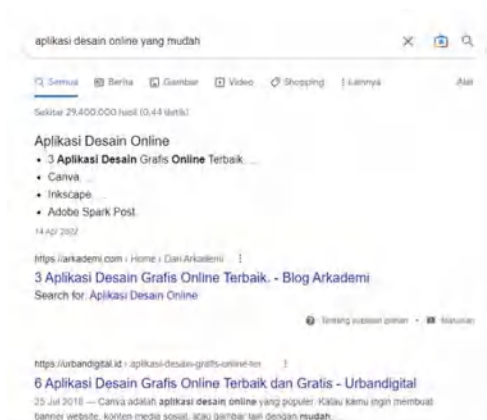 aplikasi desain online yang mudah
Semua Berita Gambar Video Shopping Lainnya Alat
Sekitar 29.400.000 hasil (0,44 detik)
Aplikasi Desain Online
• 3 Aplikasi Desain Grafis Online Terbaik. ...
• Canva. ...
• Inkscape. ...
• Adobe Spark Post.
14 Apr 2022
https://arkademi.com › Home › Dari Arkademi
3 Aplikasi Desain Grafis Online Terbaik. - Blog Arkademi
Search for: Aplikasi Desain Online
Tentang cuplikan pilihan • Masukan
https://urbandigital.id › aplikasi-desain-grafis-online-ter
6 Aplikasi Desain Grafis Online Terbaik dan Gratis - Urbandigital
25 Jul 2018 — Canva adalah aplikasi desain online yang populer. Kalau kamu ingin membuat
banner website, konten media sosial, atau gambar lain dengan mudah.